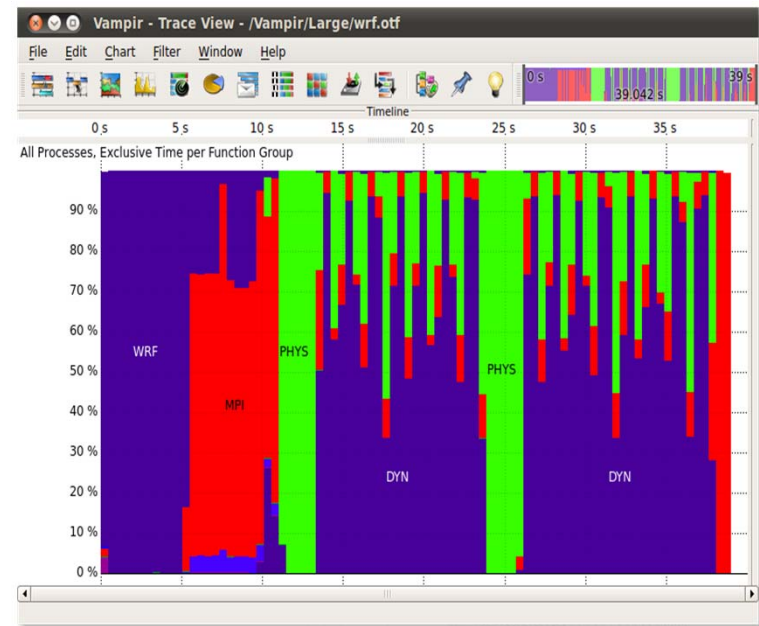 Vampir - Trace View - /Vampir/Large/wrf.otf
File Edit Chart Filter Window Help
0 s 39 s
39.042 s
Timeline
0 s 5 s 10 s 15 s 20 s 25 s 30 s 35 s
All Processes, Exclusive Time per Function Group
90 %
80 %
70 %
60 %
WRF PHYS
50 %
PHYS
40 %
MPI
30 %
DYN DYN
20 %
10 %
0 %